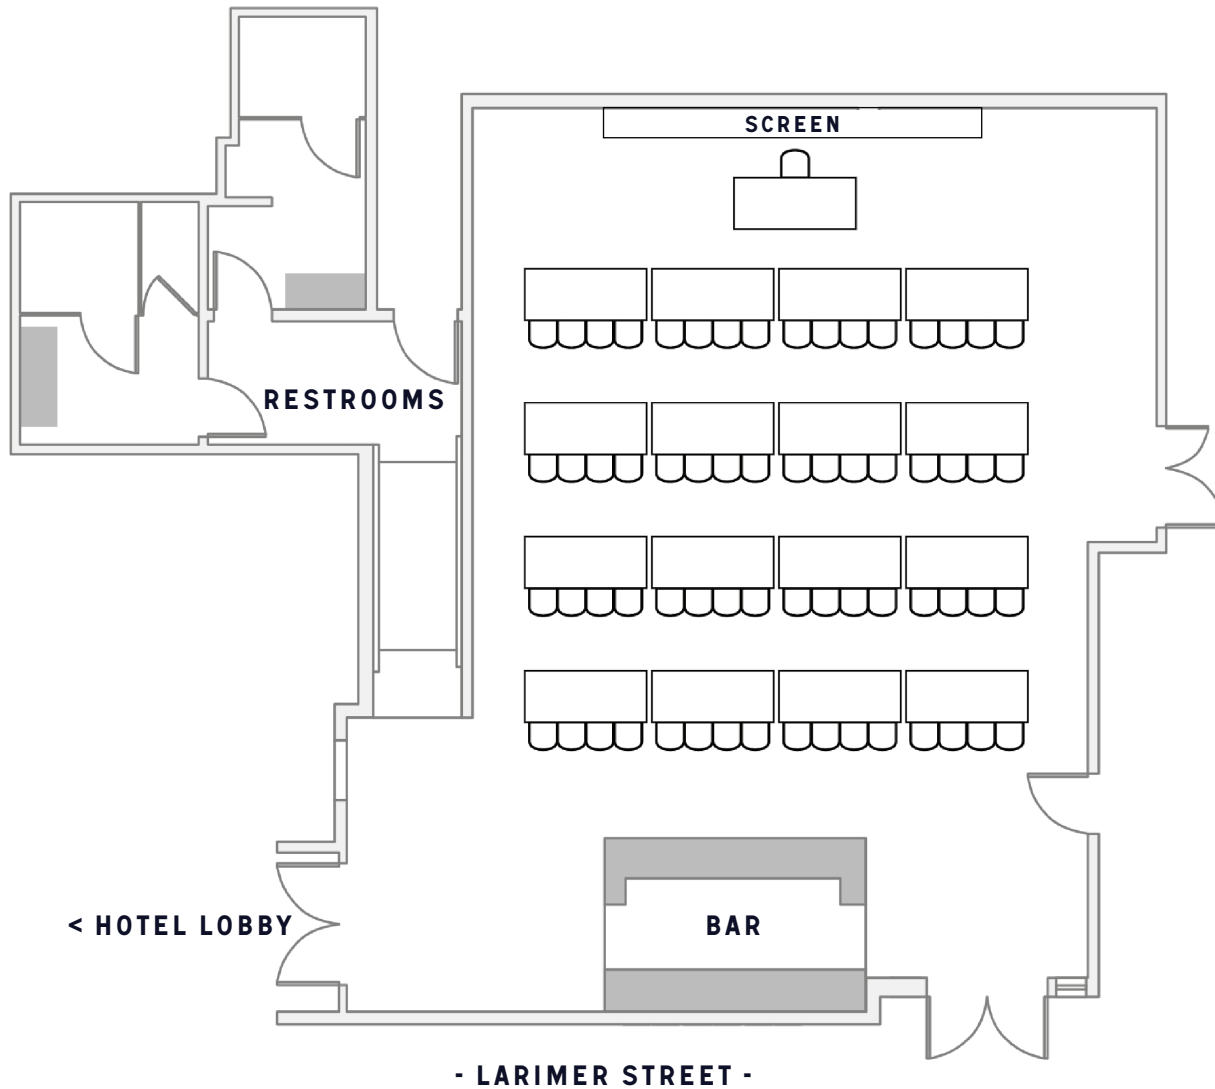 SCREEN
RESTROOMS
< HOTEL LOBBY
BAR
- LARIMER STREET -